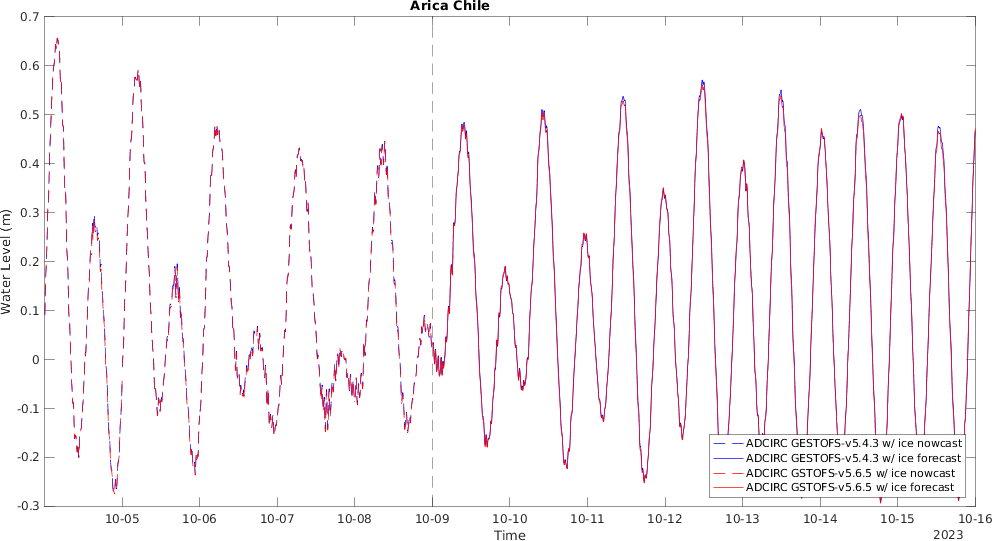 Arica Chile
Water Level (m)
0.7
0.6
0.5
0.4
0.3
0.2
0.1
0
-0.1
-0.2
-0.3
ADCIRC GESTOFS-v5.4.3 w/ ice nowcast
ADCIRC GESTOFS-v5.4.3 w/ ice forecast
ADCIRC GSTOFS-v5.6.5 w/ ice nowcast
ADCIRC GSTOFS-v5.6.5 w/ ice forecast
10-05 10-06 10-07 10-08 10-09 10-10 10-11 10-12 10-13 10-14 10-15 10-16
Time
2023